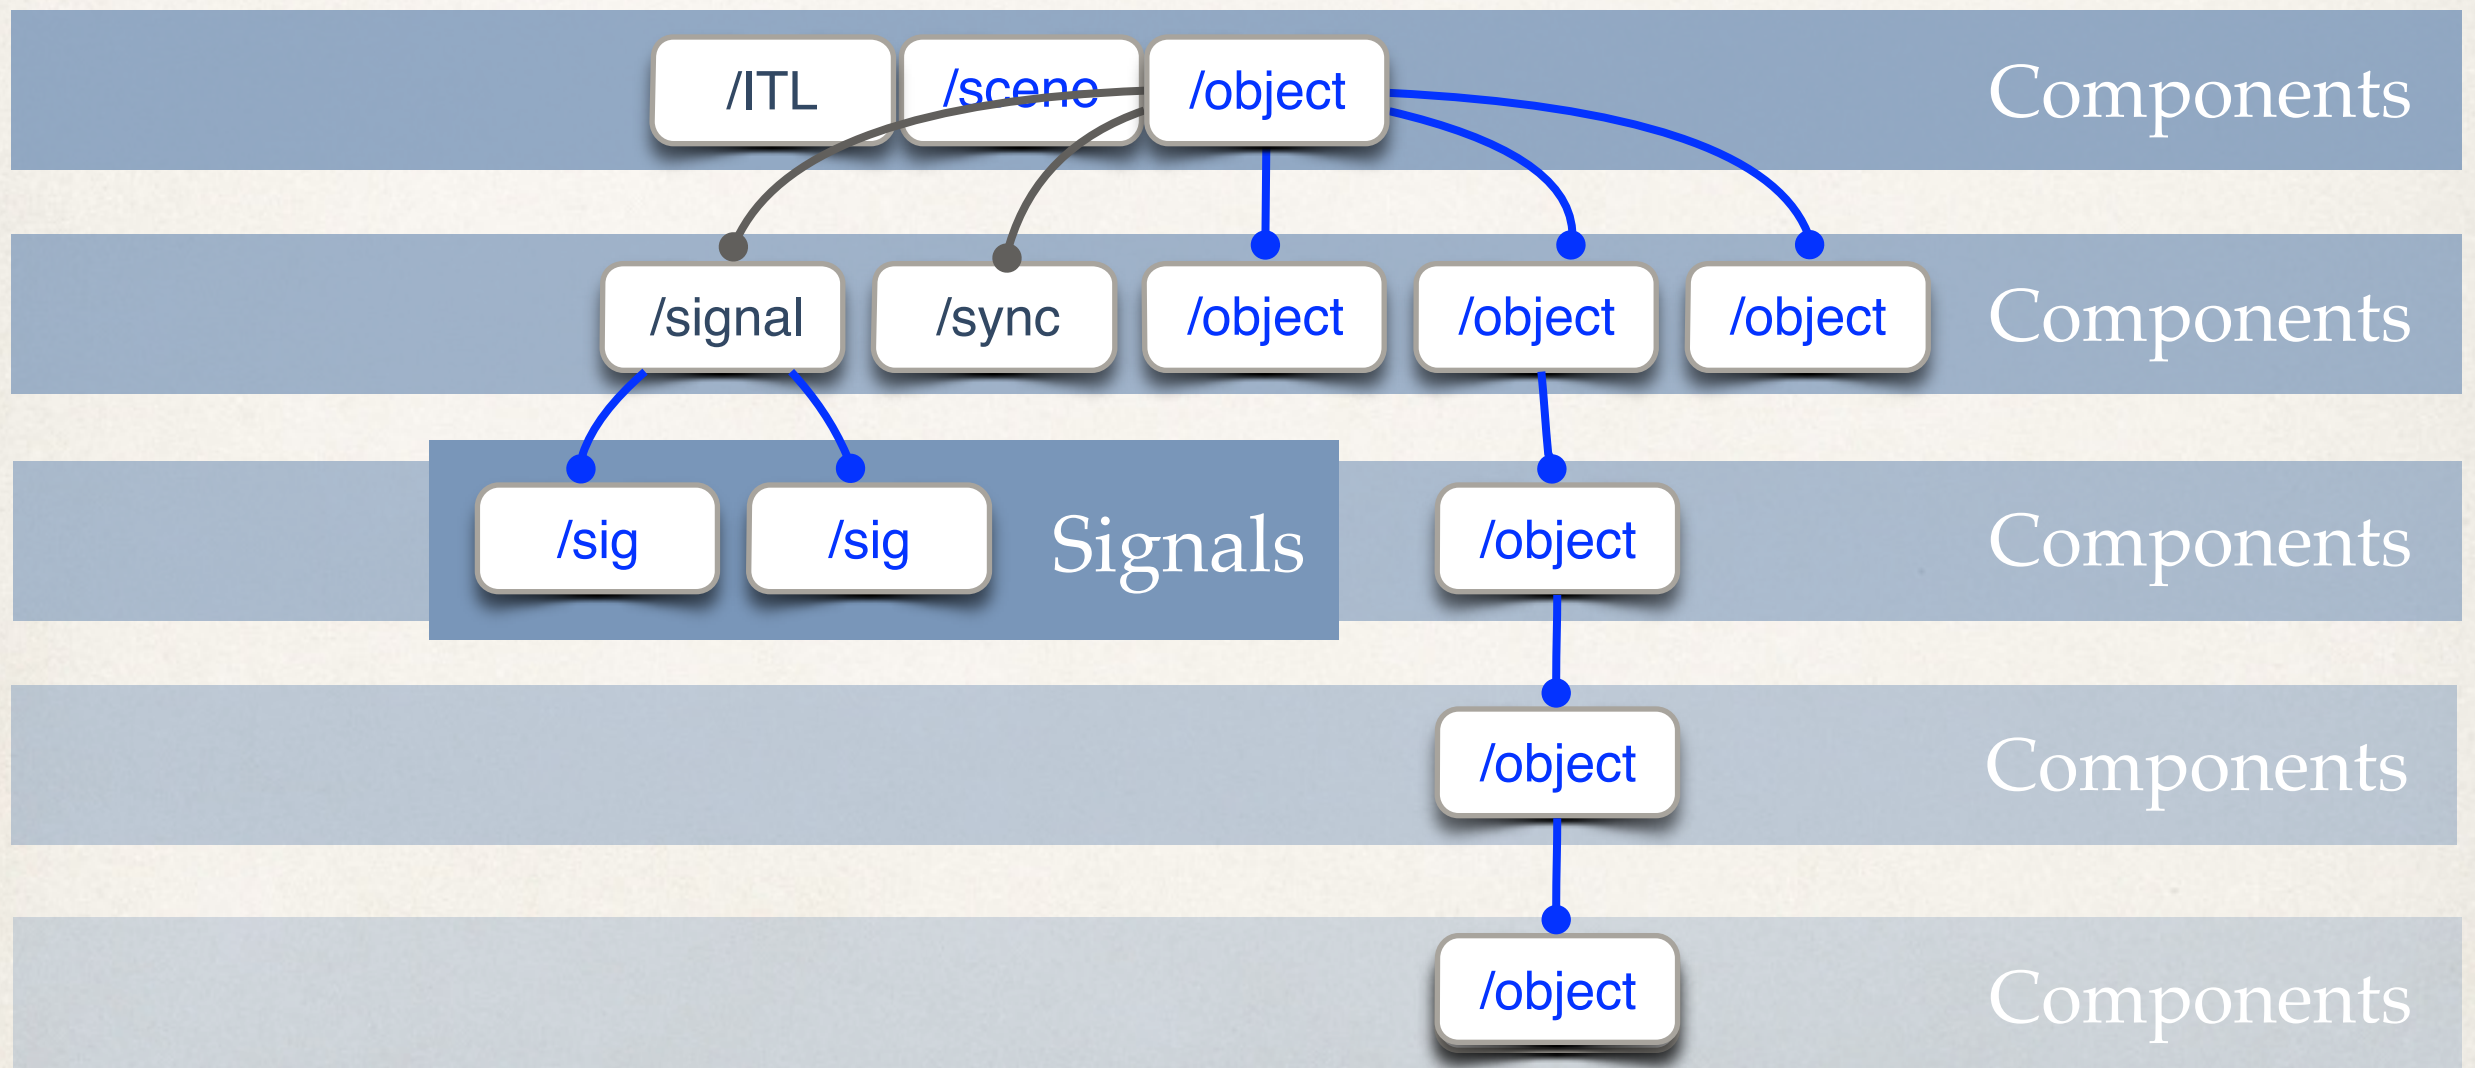 /ITL /scene /object Components
/signal /sync /object /object /object Components
/sig /sig Signals /object Components
/object Components
/object Components